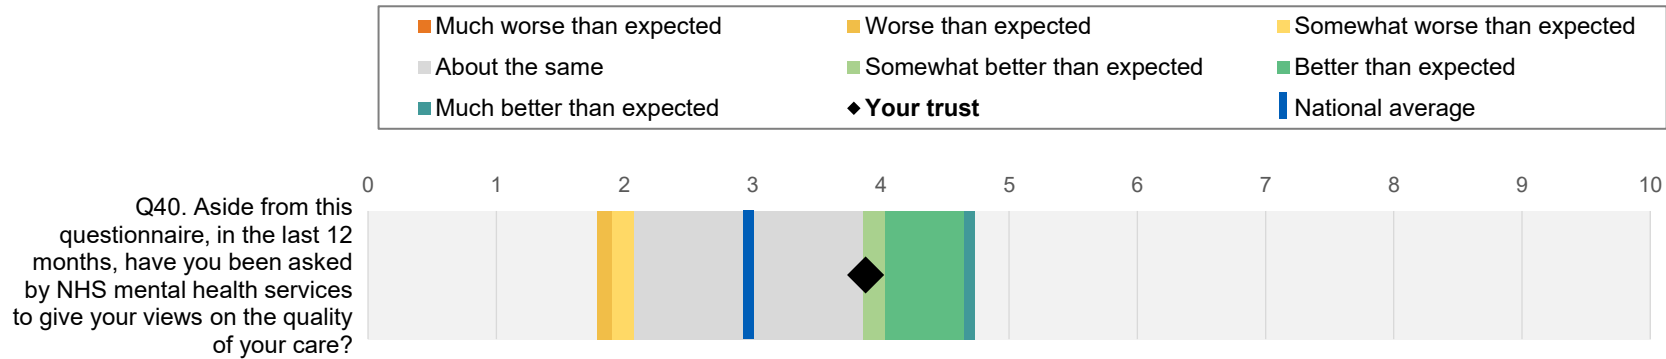 Much worse than expected Worse than expected Somewhat worse than expected
About the same Somewhat better than expected Better than expected
Much better than expected Your trust National average
0 1 2 3 4 5 6 7 8 9 10
Q40. Aside from this
questionnaire, in the last 12
months, have you been asked
by NHS mental health services
to give your views on the quality
of your care?